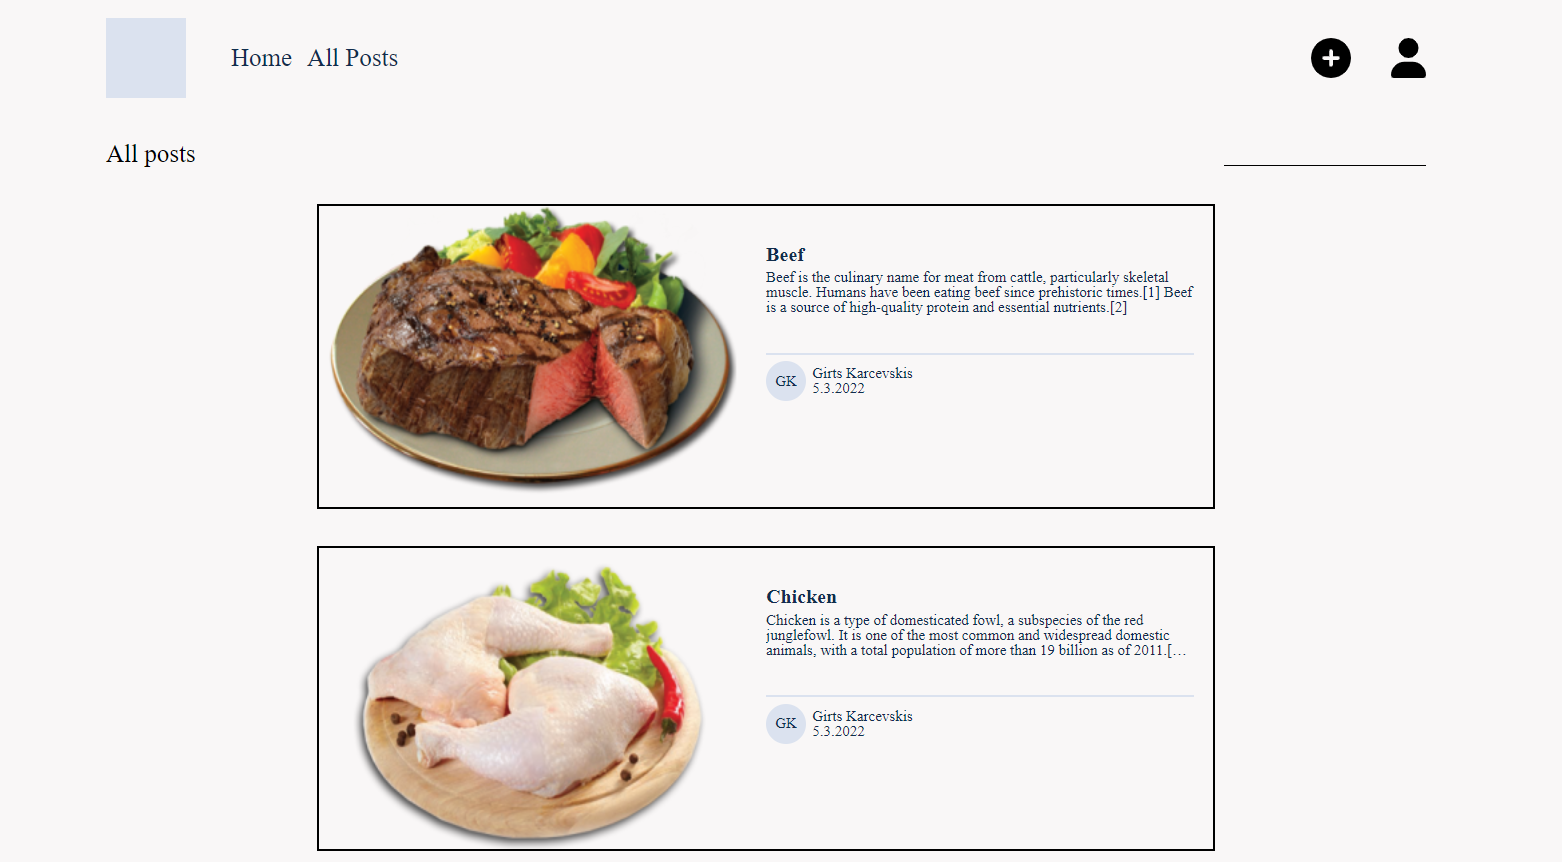 Home All Posts
All posts
Beef
Beef is the culinary name for meat from cattle, particularly skeletal
muscle. Humans have been eating beef since prehistoric times.[1] Beef
is a source of high-quality protein and essential nutrients.[2]
GK
Girts Karcevskis
5.3.2022
Chicken
Chicken is a type of domesticated fowl, a subspecies of the red
junglefowl. It is one of the most common and widespread domestic
animals, with a total population of more than 19 billion as of 2011.[…
GK
Girts Karcevskis
5.3.2022